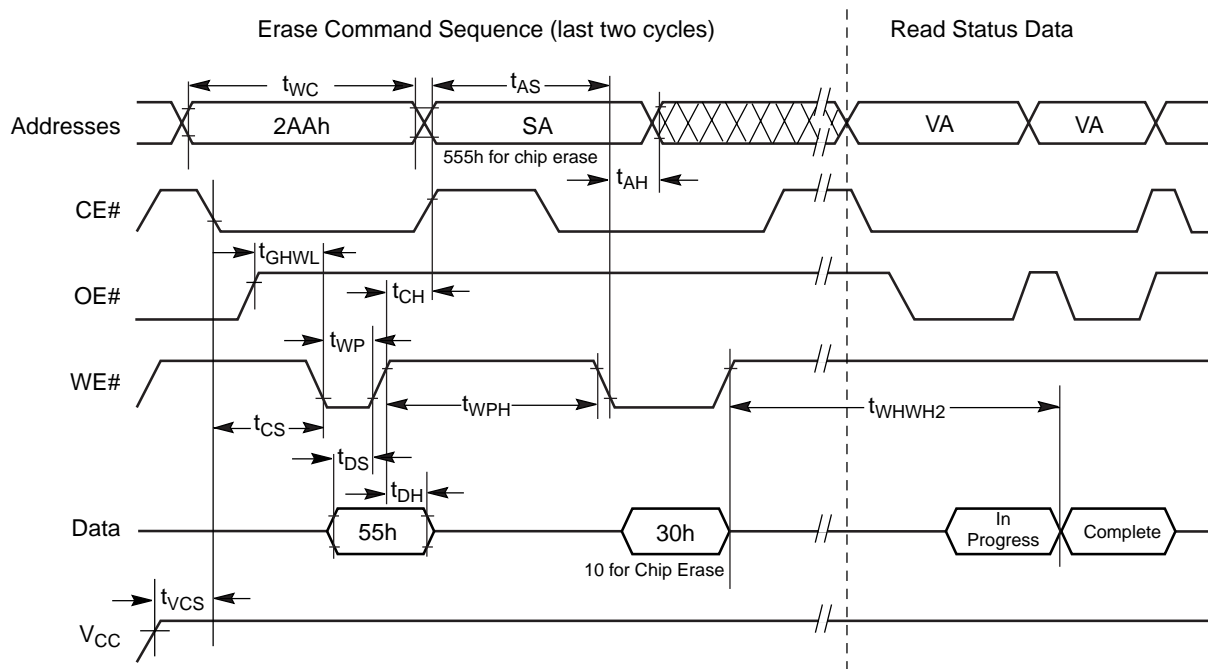 Erase Command Sequence (last two cycles)
Read Status Data
tWC
tAS
Addresses
2AAh
SA
VA
VA
555h for chip erase
tAH
CE#
tGHWL
OE#
tCH
tWP
WE#
tWPH
tWHWH2
tCS
tDS
tDH
Data
55h
30h
In
Progress
Complete
10 for Chip Erase
tVCS
VCC